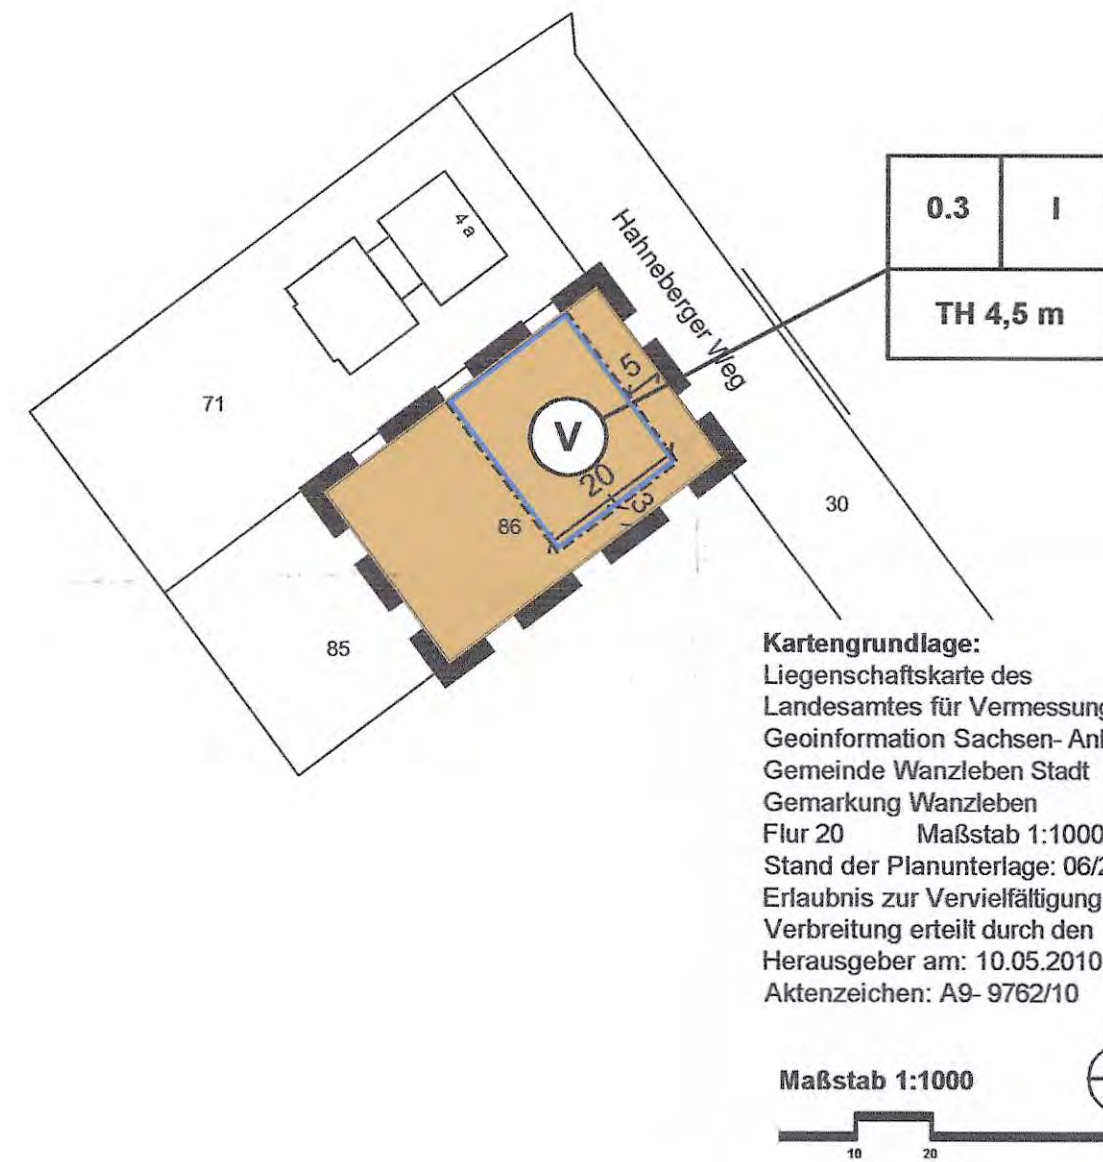 4 a
Hahneberger Weg
0.3
I
TH 4,5 m
71
5
V
20
3
86
30
85
Kartengrundlage:
Liegenschaftskarte des
Landesamtes für Vermessung
Geoinformation Sachsen- Anh
Gemeinde Wanzleben Stadt
Gemarkung Wanzleben
Flur 20 Maßstab 1:1000
Stand der Planunterlage: 06/2
Erlaubnis zur Vervielfältigung
Verbreitung erteilt durch den
Herausgeber am: 10.05.2010
Aktenzeichen: A9- 9762/10
Maßstab 1:1000
10 20